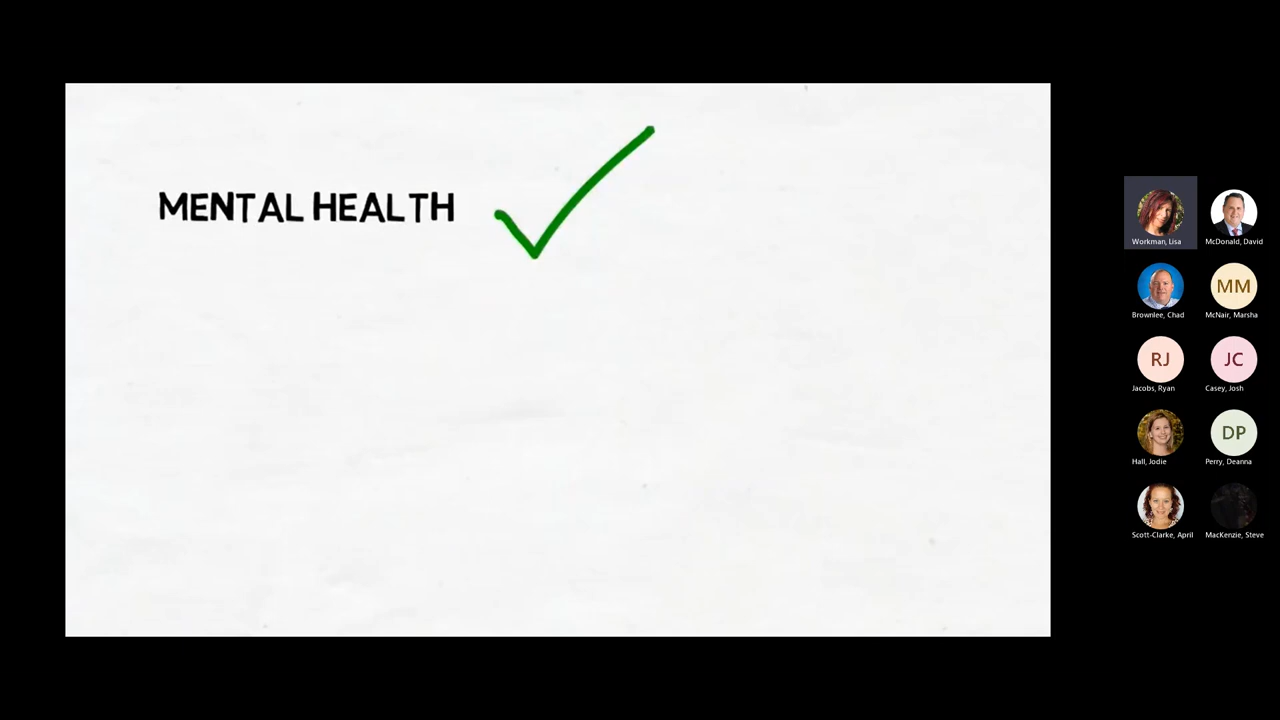 MENTAL HEALTH
Workman, Lisa
McDonald, David
Brownlee, Chad
MM
McNair, Marsha
RJ
Jacobs, Ryan
JC
Casey, Josh
Hall, Jodie
DP
Perry, Deanna
Scott-Clarke, April
MacKenzie, Steve